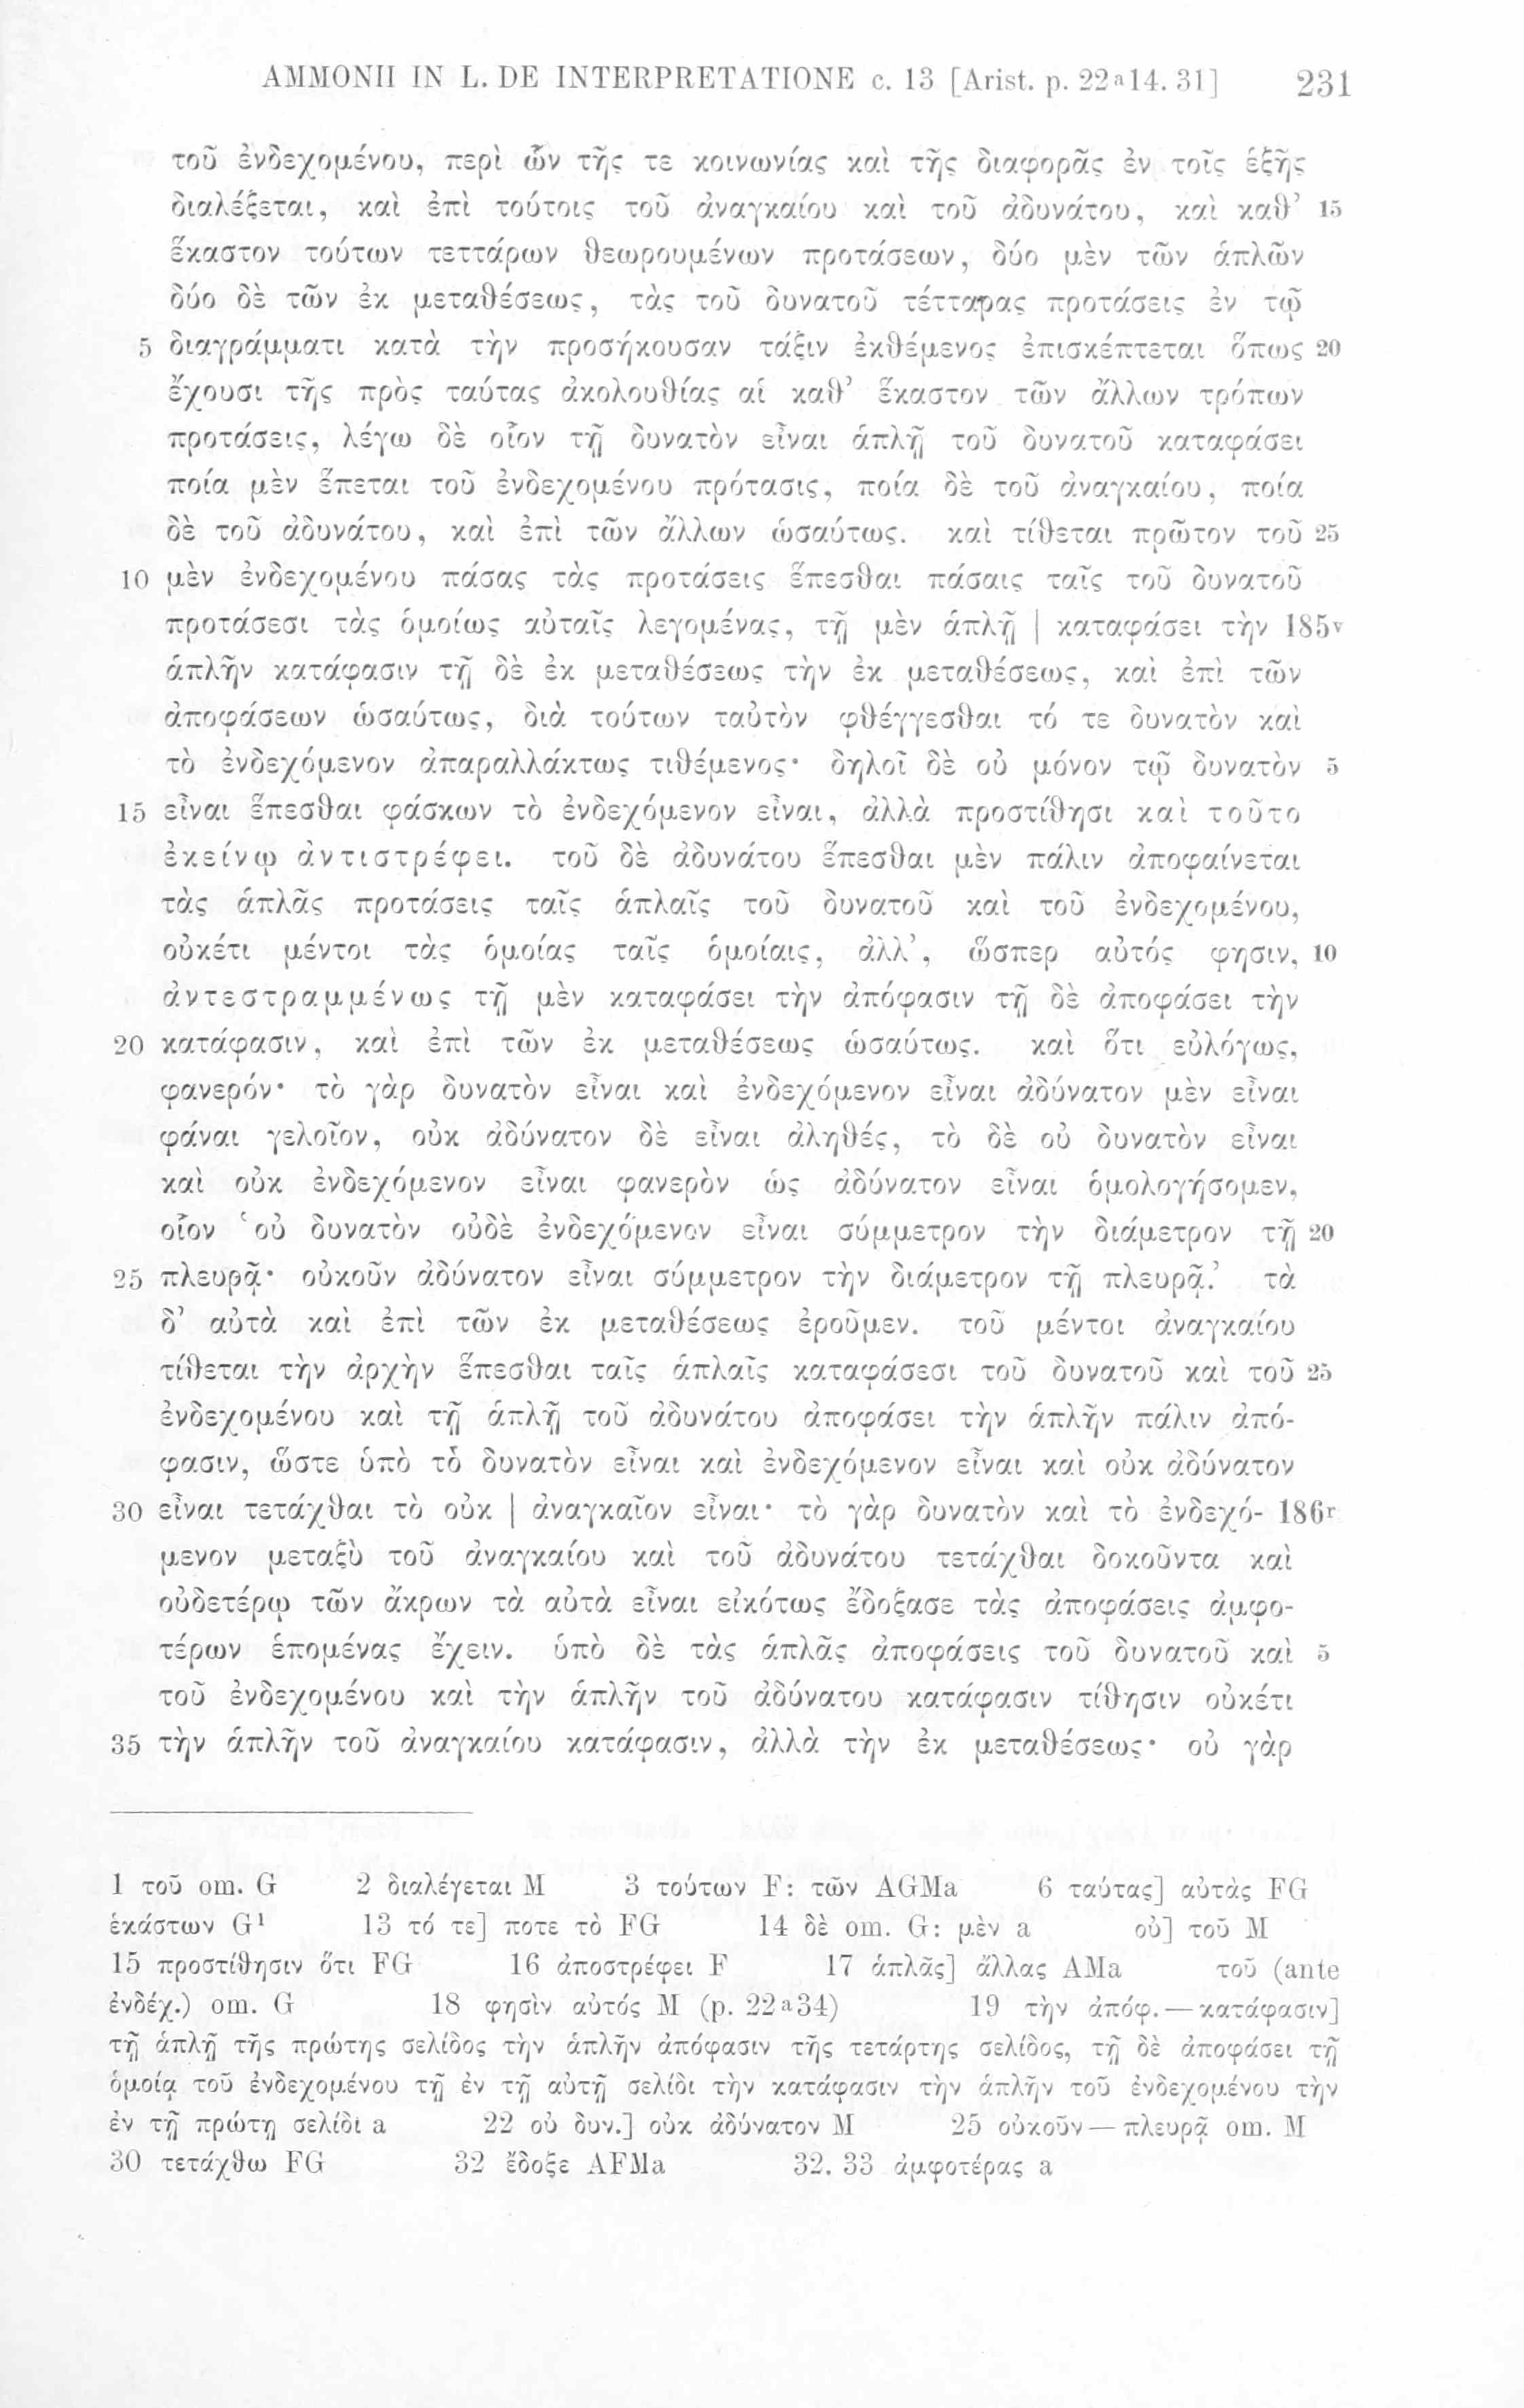 AMMONII IN L. DE INTERPRETATIONE c. 13 [Arist. p. 22ᵃ14. 31] 231
τοῦ ἐνδεχομένου, περὶ ὧν τῆς τε κοινωνίας καὶ τῆς διαφορᾶς ἐν τοῖς ἑξῆς
διαλέξεται, καὶ ἐπὶ τούτοις τοῦ ἀναγκαίου καὶ τοῦ ἀδυνάτου, καὶ καθ’ 15
ἕκαστον τούτων τεττάρων θεωρουμένων προτάσεων, δύο μὲν τῶν ἁπλῶν
δύο δὲ τῶν ἐκ μεταθέσεως, τὰς τοῦ δυνατοῦ τέτταρας προτάσεις ἐν τῷ
5 διαγράμματι κατὰ τὴν προσήκουσαν τάξιν ἐκθέμενος ἐπισκέπτεται ὅπως 20
ἔχουσι τῆς πρὸς ταύτας ἀκολουθίας αἱ καθ’ ἕκαστον τῶν ἄλλων τρόπων
προτάσεις, λέγω δὲ οἷον τῇ δυνατὸν εἶναι ἁπλῇ τοῦ δυνατοῦ καταφάσει
ποία μὲν ἕπεται τοῦ ἐνδεχομένου πρότασις, ποία δὲ τοῦ ἀναγκαίου, ποία
δὲ τοῦ ἀδυνάτου, καὶ ἐπὶ τῶν ἄλλων ὡσαύτως. καὶ τίθεται πρῶτον τοῦ 25
10 μὲν ἐνδεχομένου πάσας τὰς προτάσεις ἕπεσθαι πάσαις ταῖς τοῦ δυνατοῦ
προτάσεσι τὰς ὁμοίως αὐταῖς λεγομένας, τῇ μὲν ἁπλῇ | καταφάσει τὴν 185ᵛ
ἁπλῆν κατάφασιν τῇ δὲ ἐκ μεταθέσεως τὴν ἐκ μεταθέσεως, καὶ ἐπὶ τῶν
ἀποφάσεων ὡσαύτως, διὰ τούτων ταὐτὸν φθέγγεσθαι τό τε δυνατὸν καὶ
τὸ ἐνδεχόμενον ἀπαραλλάκτως τιθέμενος· δηλοῖ δὲ οὐ μόνον τῷ δυνατὸν 5
15 εἶναι ἕπεσθαι φάσκων τὸ ἐνδεχόμενον εἶναι, ἀλλὰ προστίθησι καὶ τοῦτο
ἐκείνῳ ἀντιστρέφει. τοῦ δὲ ἀδυνάτου ἕπεσθαι μὲν πάλιν ἀποφαίνεται
τὰς ἁπλᾶς προτάσεις ταῖς ἁπλαῖς τοῦ δυνατοῦ καὶ τοῦ ἐνδεχομένου,
οὐκέτι μέντοι τὰς ὁμοίας ταῖς ὁμοίαις, ἀλλ’, ὥσπερ αὐτός φησιν, 10
ἀντεστραμμένως τῇ μὲν καταφάσει τὴν ἀπόφασιν τῇ δὲ ἀποφάσει τὴν
20 κατάφασιν, καὶ ἐπὶ τῶν ἐκ μεταθέσεως ὡσαύτως. καὶ ὅτι εὐλόγως,
φανερόν· τὸ γὰρ δυνατὸν εἶναι καὶ ἐνδεχόμενον εἶναι ἀδύνατον μὲν εἶναι
φάναι γελοῖον, οὐκ ἀδύνατον δὲ εἶναι ἀληθές, τὸ δὲ οὐ δυνατὸν εἶναι
καὶ οὐκ ἐνδεχόμενον εἶναι φανερὸν ὡς ἀδύνατον εἶναι ὁμολογήσομεν,
οἷον ‘οὐ δυνατὸν οὐδὲ ἐνδεχόμενον εἶναι σύμμετρον τὴν διάμετρον τῇ 20
25 πλευρᾷ· οὐκοῦν ἀδύνατον εἶναι σύμμετρον τὴν διάμετρον τῇ πλευρᾷ.’ τὰ
δ’ αὐτὰ καὶ ἐπὶ τῶν ἐκ μεταθέσεως ἐροῦμεν. τοῦ μέντοι ἀναγκαίου
τίθεται τὴν ἀρχὴν ἕπεσθαι ταῖς ἁπλαῖς καταφάσεσι τοῦ δυνατοῦ καὶ τοῦ 25
ἐνδεχομένου καὶ τῇ ἁπλῇ τοῦ ἀδυνάτου ἀποφάσει τὴν ἁπλῆν πάλιν ἀπό-
φασιν, ὥστε ὑπὸ τὸ δυνατὸν εἶναι καὶ ἐνδεχόμενον εἶναι καὶ οὐκ ἀδύνατον
30 εἶναι τετάχθαι τὸ οὐκ | ἀναγκαῖον εἶναι· τὸ γὰρ δυνατὸν καὶ τὸ ἐνδεχό- 186ʳ
μενον μεταξὺ τοῦ ἀναγκαίου καὶ τοῦ ἀδυνάτου τετάχθαι δοκοῦντα καὶ
οὐδετέρῳ τῶν ἄκρων τὰ αὐτὰ εἶναι εἰκότως ἐδόξασε τὰς ἀποφάσεις ἀμφο-
τέρων ἑπομένας ἔχειν. ὑπὸ δὲ τὰς ἁπλᾶς ἀποφάσεις τοῦ δυνατοῦ καὶ 5
τοῦ ἐνδεχομένου καὶ τὴν ἁπλῆν τοῦ ἀδύνατου κατάφασιν τίθησιν οὐκέτι
35 τὴν ἁπλῆν τοῦ ἀναγκαίου κατάφασιν, ἀλλὰ τὴν ἐκ μεταθέσεως· οὐ γὰρ
1 τοῦ om. G 2 διαλέγεται M 3 τούτων F: τῶν AGMa 6 ταύτας] αὐτὰς FG
ἑκάστων G¹ 13 τό τε] ποτε τὸ FG 14 δὲ om. G: μὲν a οὐ] τοῦ M
15 προστίθησιν ὅτι FG 16 ἀποστρέφει F 17 ἁπλᾶς] ἄλλας AMa τοῦ (ante
ἐνδέχ.) om. G 18 φησὶν αὐτός M (p. 22ᵃ34) 19 τὴν ἀπόφ. — κατάφασιν]
τῇ ἁπλῇ τῆς πρώτης σελίδος τὴν ἁπλῆν ἀπόφασιν τῆς τετάρτης σελίδος, τῇ δὲ ἀποφάσει τῇ
ὁμοίᾳ τοῦ ἐνδεχομένου τῇ ἐν τῇ αὐτῇ σελίδι τὴν κατάφασιν τὴν ἁπλῆν τοῦ ἐνδεχομένου τὴν
ἐν τῇ πρώτῃ σελίδι a 22 οὐ δυν.] οὐκ ἀδύνατον M 25 οὐκοῦν — πλευρᾷ om. M
30 τετάχθω FG 32 ἔδοξε AFMa 32. 33 ἀμφοτέρας a